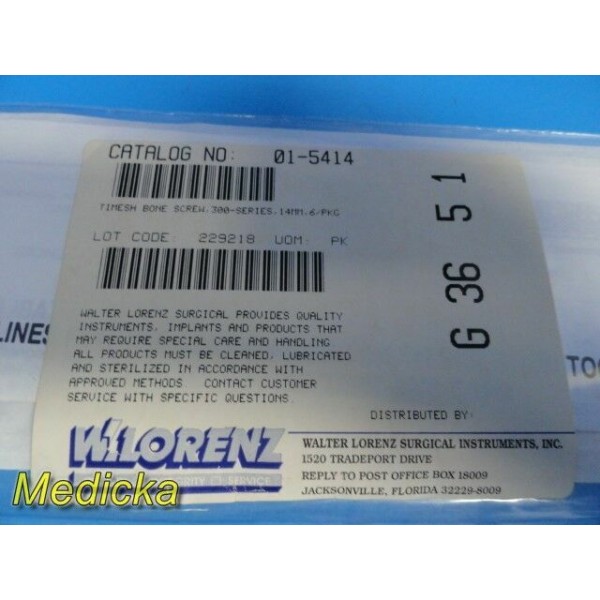 CATALOG NO: 01-5414
TIMESH BONE SCREW,300-SERIES,14MM,6/PKG
LOT CODE: 229218 UOM: PK
WALTER LORENZ SURGICAL PROVIDES QUALITY
INSTRUMENTS, IMPLANTS AND PRODUCTS THAT
MAY REQUIRE SPECIAL CARE AND HANDLING
ALL PRODUCTS MUST BE CLEANED, LUBRICATED
AND STERILIZED IN ACCORDANCE WITH
APPROVED METHODS. CONTACT CUSTOMER
SERVICE WITH SPECIFIC QUESTIONS.
G 36 5 1
LINES
TOO
DISTRIBUTED BY:
W.LORENZ
SERVICE
WALTER LORENZ SURGICAL INSTRUMENTS, INC.
1520 TRADEPORT DRIVE
REPLY TO POST OFFICE BOX 18009
JACKSONVILLE, FLORIDA 32229-8009
Medicka